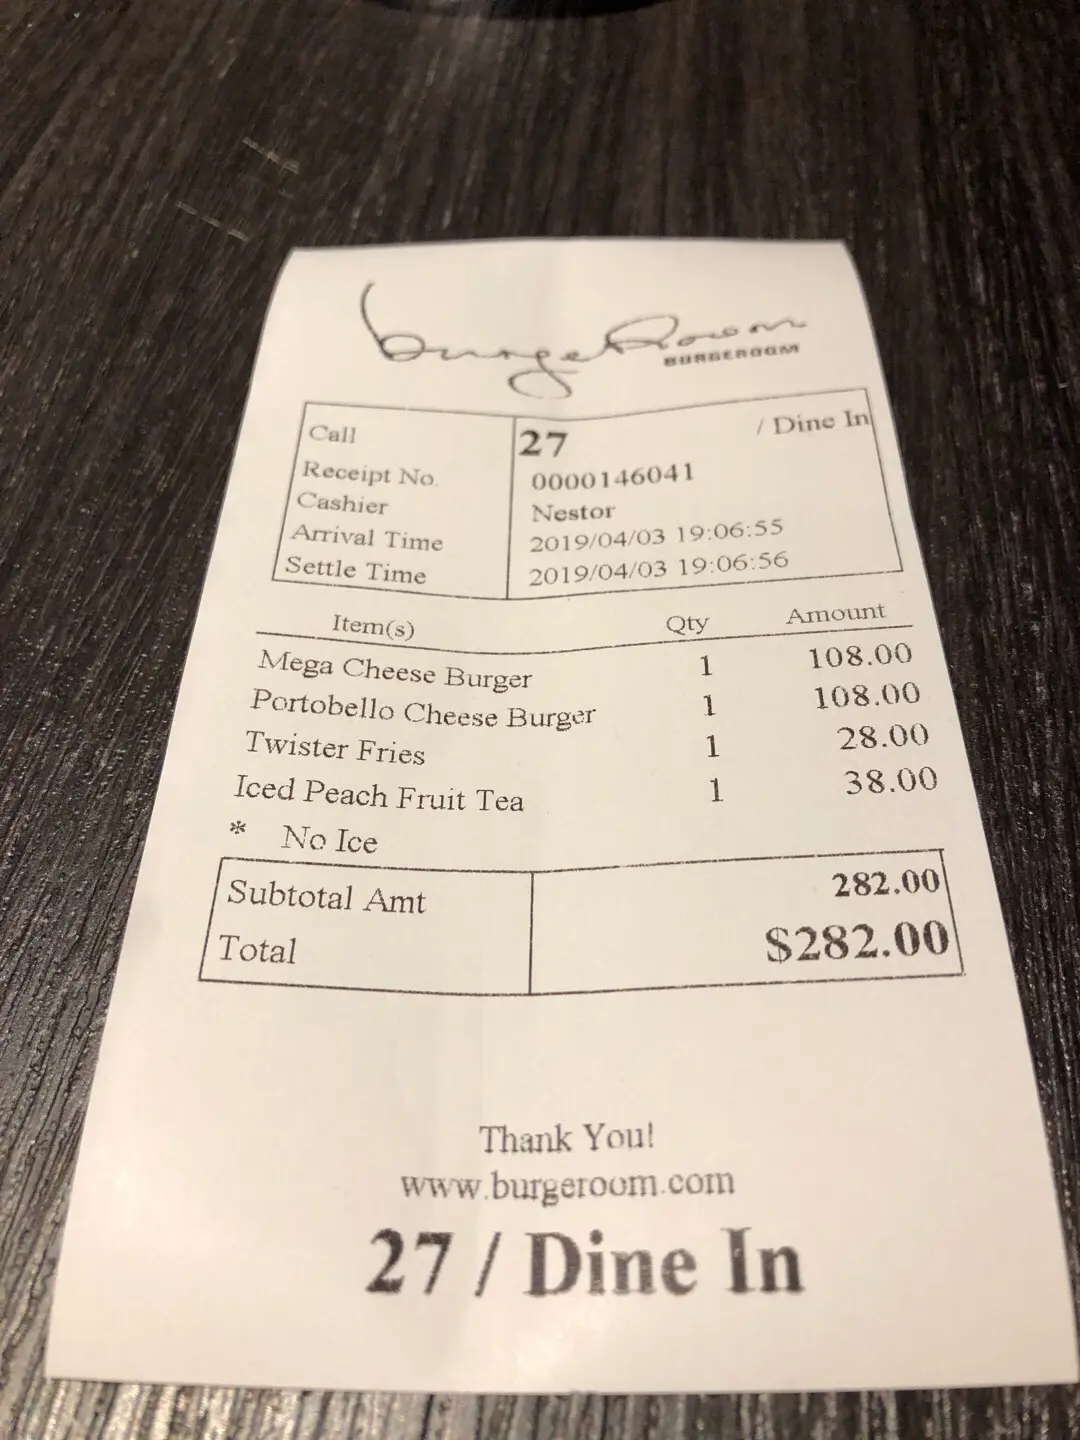 burgeRoom
BURGEROOM
Call 27 / Dine In
Receipt No. 0000146041
Cashier Nestor
Arrival Time 2019/04/03 19:06:55
Settle Time 2019/04/03 19:06:56
Item(s) Qty Amount
Mega Cheese Burger 1 108.00
Portobello Cheese Burger 1 108.00
Twister Fries 1 28.00
Iced Peach Fruit Tea 1 38.00
* No Ice
Subtotal Amt 282.00
Total $282.00
Thank You!
www.burgeroom.com
27 / Dine In